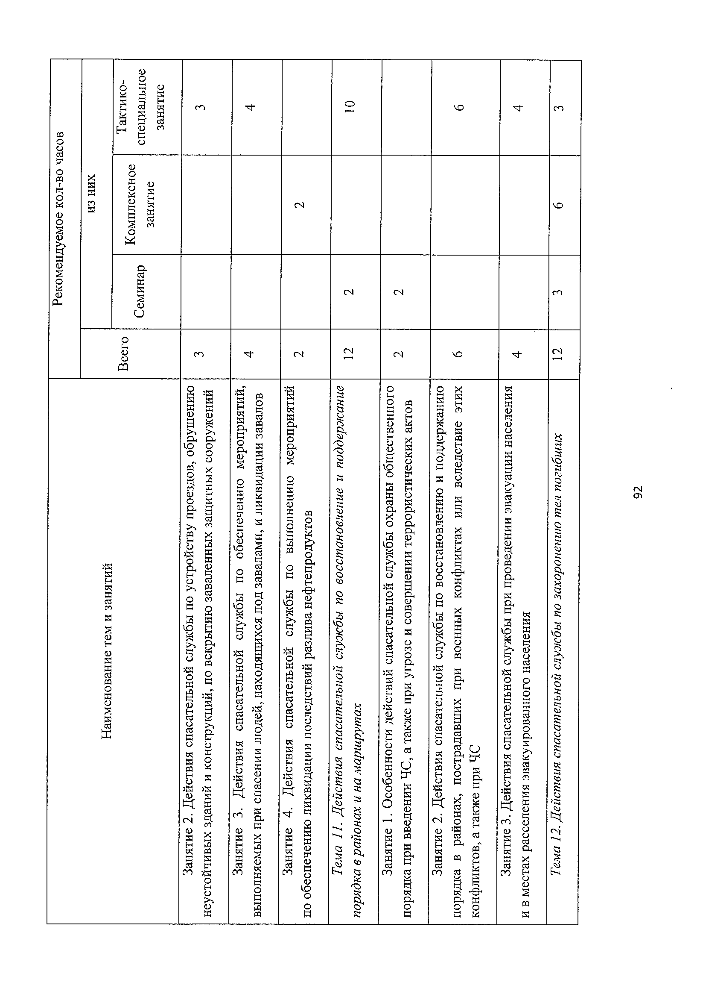 Наименование тем и занятий
Рекомендуемое кол-во часов
Всего
из них
Семинар
Комплексное
занятие
Тактико-
специальное
занятие
Занятие 2. Действия спасательной службы по устройству проездов, обрушению
неустойчивых зданий и конструкций, по вскрытию заваленных защитных сооружений
3
3
Занятие 3. Действия спасательной службы по обеспечению мероприятий,
выполняемых при спасении людей, находящихся под завалами, и ликвидации завалов
4
4
Занятие 4. Действия спасательной службы по выполнению мероприятий
по обеспечению ликвидации последствий разлива нефтепродуктов
2
2
Тема 11. Действия спасательной службы по восстановление и поддержание
порядка в районах и на маршрутах
12
2
10
Занятие 1. Особенности действий спасательной службы охраны общественного
порядка при введении ЧС, а также при угрозе и совершении террористических актов
2
2
Занятие 2. Действия спасательной службы по восстановлению и поддержанию
порядка в районах, пострадавших при военных конфликтах или вследствие этих
конфликтов, а также при ЧС
6
6
Занятие 3. Действия спасательной службы при проведении эвакуации населения
и в местах расселения эвакуированного населения
4
4
Тема 12. Действия спасательной службы по захоронению тел погибших
12
3
6
3
92